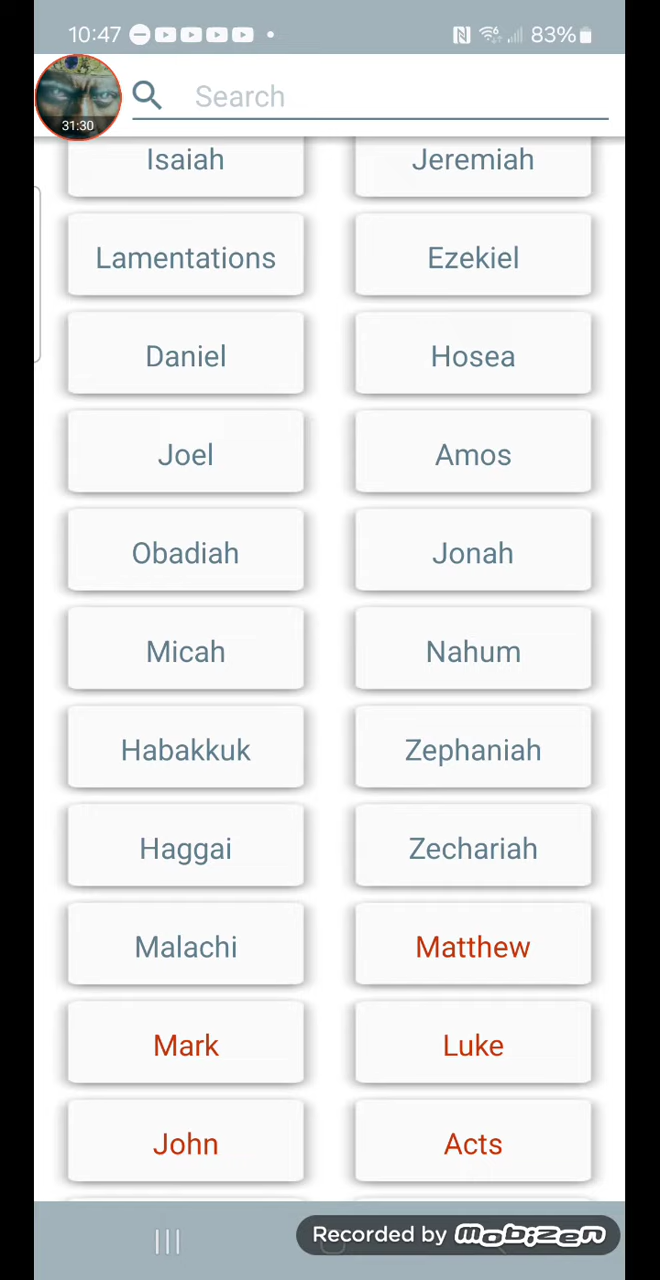 10:47 83%
31:30
Search
Isaiah Jeremiah
Lamentations Ezekiel
Daniel Hosea
Joel Amos
Obadiah Jonah
Micah Nahum
Habakkuk Zephaniah
Haggai Zechariah
Malachi Matthew
Mark Luke
John Acts
Recorded by mobizen